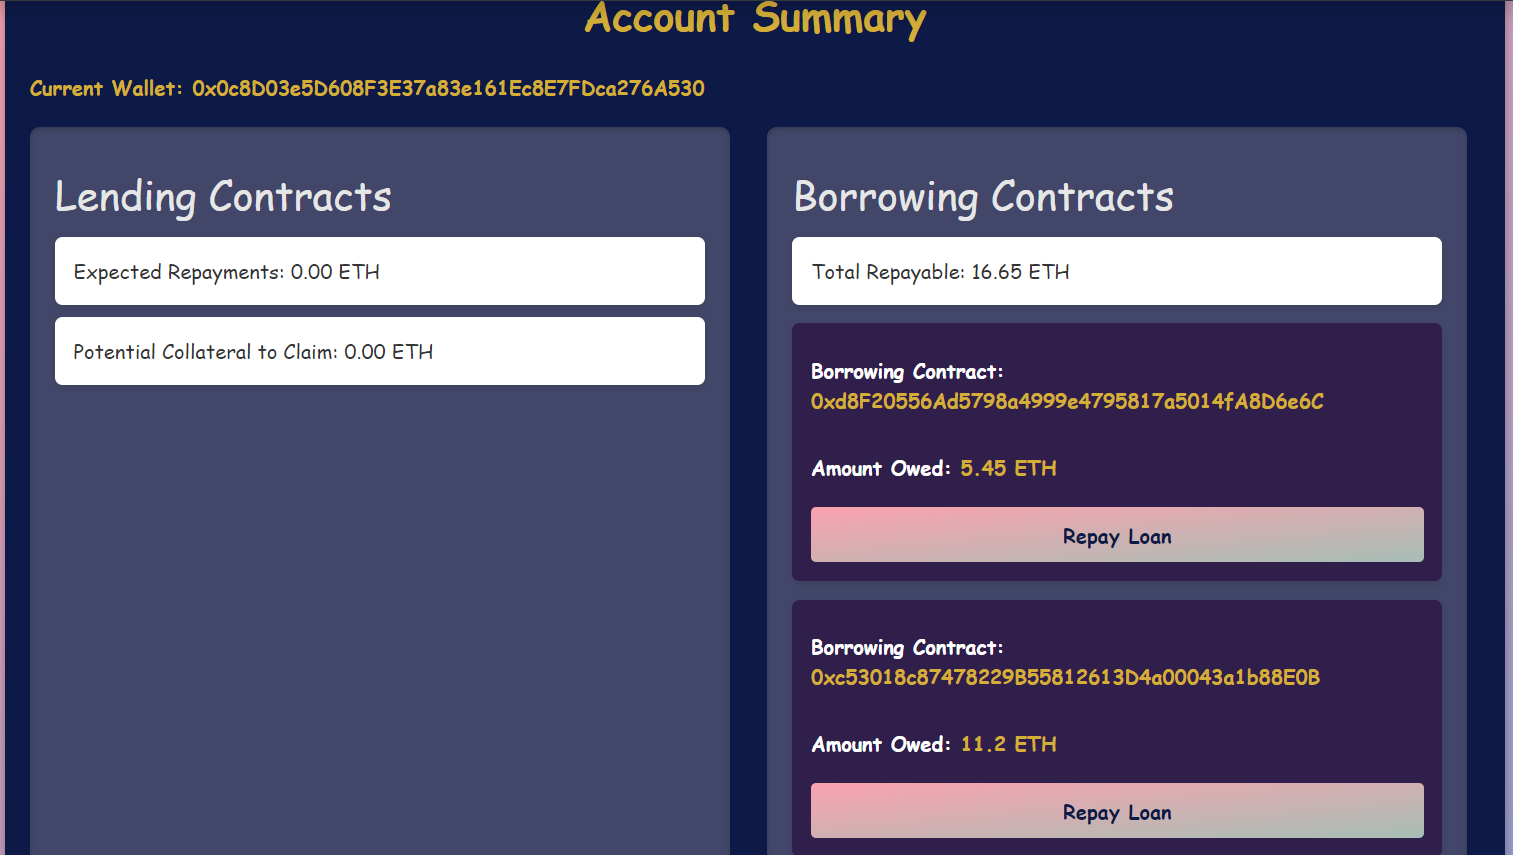 Account Summary
Current Wallet: 0x0c8D03e5D608F3E37a83e161Ec8E7FDca276A530
Lending Contracts
Expected Repayments: 0.00 ETH
Potential Collateral to Claim: 0.00 ETH
Borrowing Contracts
Total Repayable: 16.65 ETH
Borrowing Contract:
0xd8F20556Ad5798a4999e4795817a5014fA8D6e6C
Amount Owed: 5.45 ETH
Repay Loan
Borrowing Contract:
0xc53018c87478229B55812613D4a00043a1b88E0B
Amount Owed: 11.2 ETH
Repay Loan